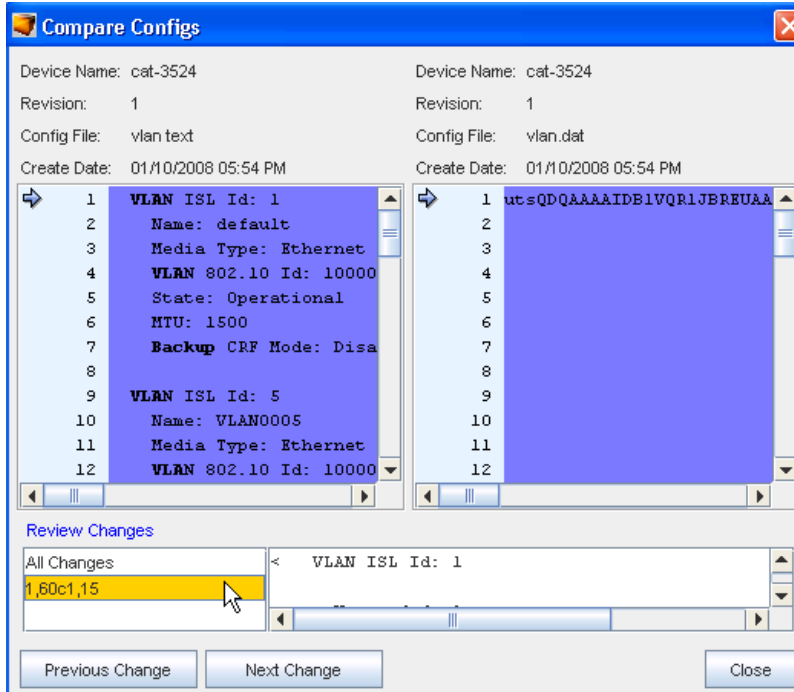 Compare Configs
Device Name: cat-3524
Revision: 1
Config File: vlan text
Create Date: 01/10/2008 05:54 PM
Device Name: cat-3524
Revision: 1
Config File: vlan.dat
Create Date: 01/10/2008 05:54 PM
1 VLAN ISL Id: 1
2 Name: default
3 Media Type: Ethernet
4 VLAN 802.10 Id: 10000
5 State: Operational
6 MTU: 1500
7 Backup CRF Mode: Disa
8
9 VLAN ISL Id: 5
10 Name: VLAN0005
11 Media Type: Ethernet
12 VLAN 802.10 Id: 10000
1 utsQDQAAAAIDB1VQR1JBREUAA
2
3
4
5
6
7
8
9
10
11
12
Review Changes
All Changes
1,60c1,15
< VLAN ISL Id: 1
Previous Change
Next Change
Close